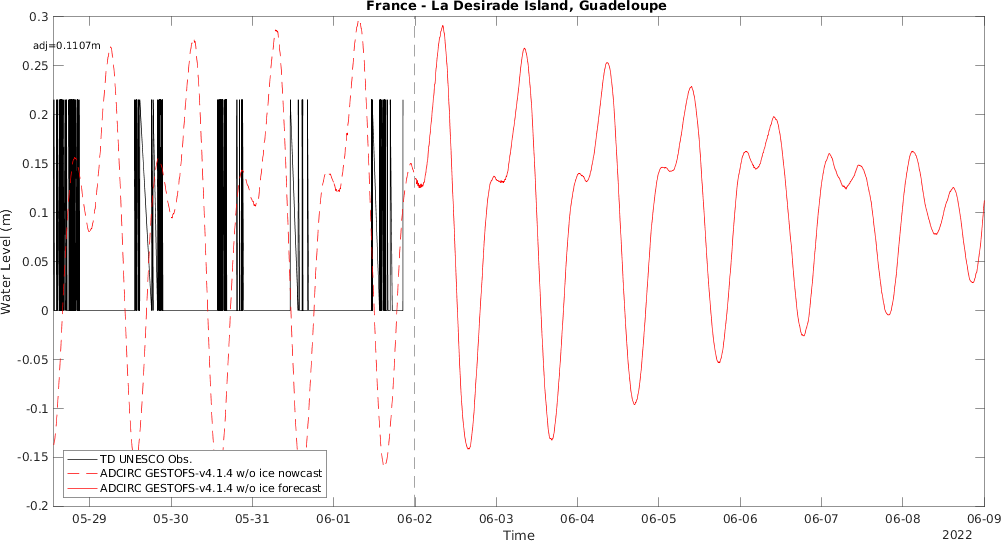 France - La Desirade Island, Guadeloupe
adj=0.1107m
0.3
0.25
0.2
0.15
0.1
0.05
0
-0.05
-0.1
-0.15
-0.2
Water Level (m)
TD UNESCO Obs.
ADCIRC GESTOFS-v4.1.4 w/o ice nowcast
ADCIRC GESTOFS-v4.1.4 w/o ice forecast
05-29 05-30 05-31 06-01 06-02 06-03 06-04 06-05 06-06 06-07 06-08 06-09
Time
2022